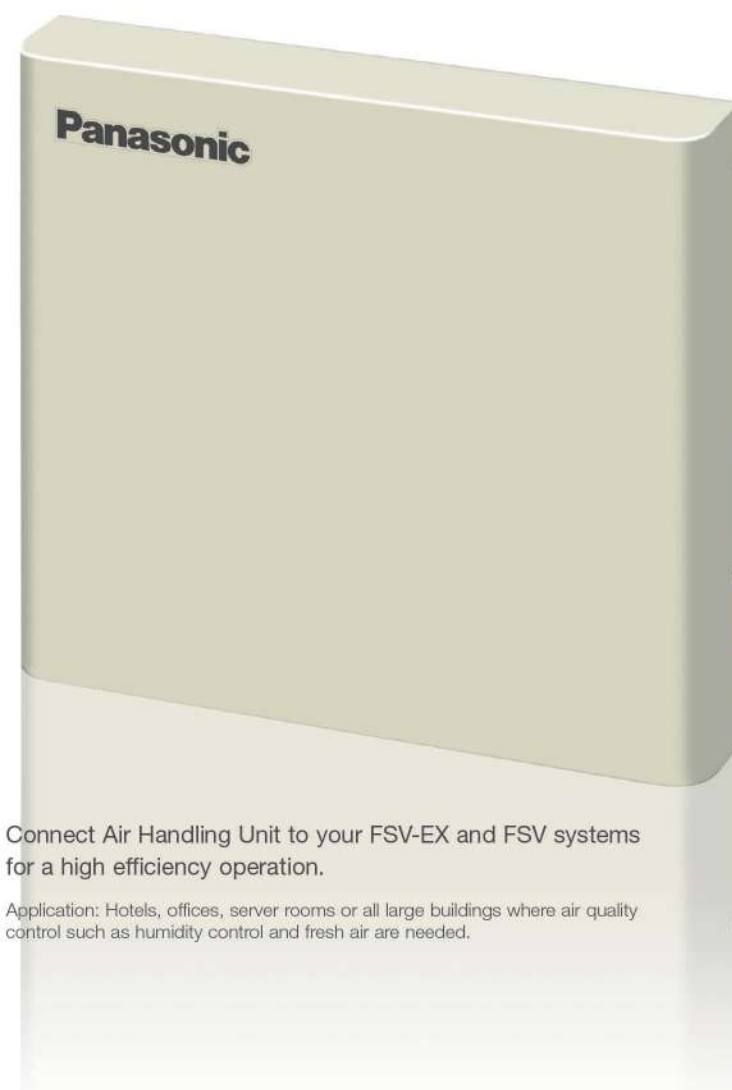 Panasonic
Connect Air Handling Unit to your FSV-EX and FSV systems
for a high efficiency operation.
Application: Hotels, offices, server rooms or all large buildings where air quality
control such as humidity control and fresh air are needed.